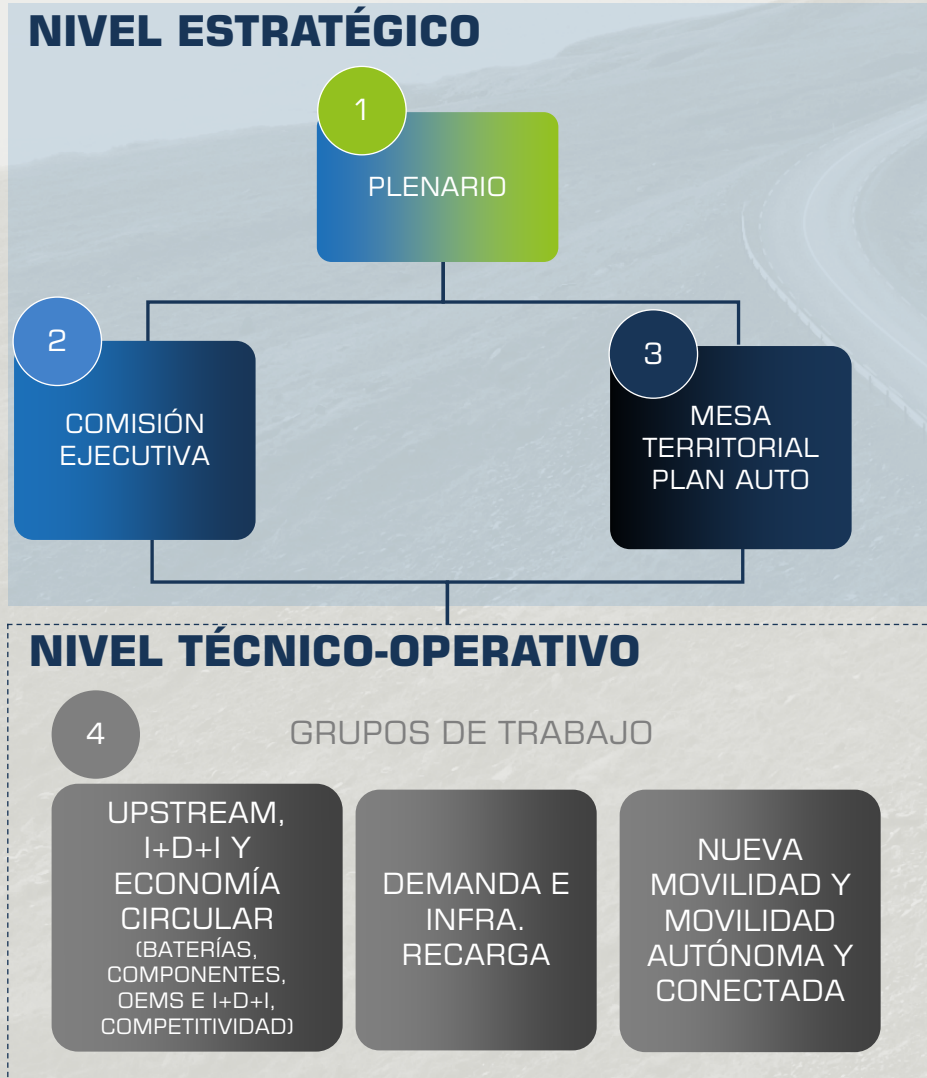 NIVEL ESTRATÉGICO
1
PLENARIO
2
COMISIÓN
EJECUTIVA
3
MESA
TERRITORIAL
PLAN AUTO
NIVEL TÉCNICO-OPERATIVO
4
GRUPOS DE TRABAJO
UPSTREAM,
I+D+I Y
ECONOMÍA
CIRCULAR
(BATERÍAS,
COMPONENTES,
OEMS E I+D+I,
COMPETITIVIDAD)
DEMANDA E
INFRA.
RECARGA
NUEVA
MOVILIDAD Y
MOVILIDAD
AUTÓNOMA Y
CONECTADA